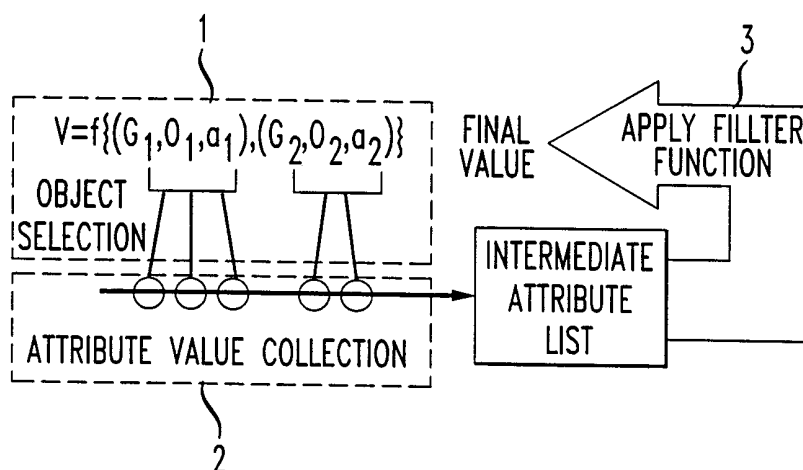 1
3
V=f{(G1,O1,a1),(G2,O2,a2)}
OBJECT
SELECTION
FINAL
VALUE
APPLY FILLTER
FUNCTION
INTERMEDIATE
ATTRIBUTE
LIST
ATTRIBUTE VALUE COLLECTION
2